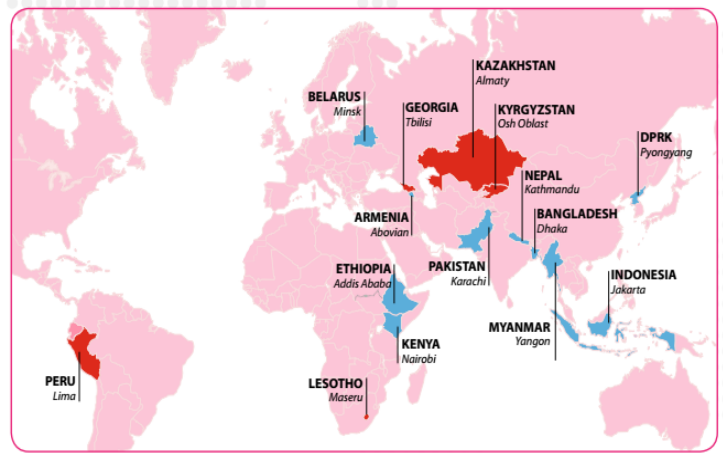 KAZAKHSTAN
Almaty
BELARUS
Minsk
GEORGIA
Tbilisi
KYRGYZSTAN
Osh Oblast
DPRK
Pyongyang
NEPAL
Kathmandu
BANGLADESH
Dhaka
ARMENIA
Abovian
ETHIOPIA
Addis Ababa
PAKISTAN
Karachi
INDONESIA
Jakarta
MYANMAR
Yangon
KENYA
Nairobi
PERU
Lima
LESOTHO
Maseru